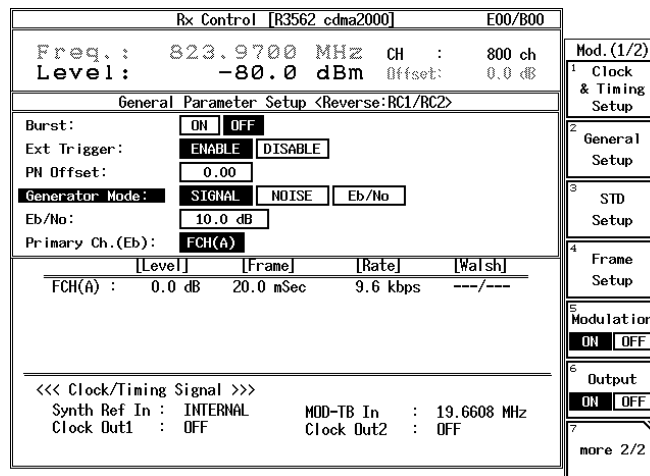 Rx Control [R3562 cdma2000] E00/B00
Freq.: 823.9700 MHz CH : 800 ch
Level: -80.0 dBm Offset: 0.0 dB
General Parameter Setup <Reverse:RC1/RC2>
Burst: ON OFF
Ext Trigger: ENABLE DISABLE
PN Offset: 0.00
Generator Mode: SIGNAL NOISE Eb/No
Eb/No: 10.0 dB
Primary Ch.(Eb): FCH(A)
[Level] [Frame] [Rate] [Walsh]
FCH(A) : 0.0 dB 20.0 mSec 9.6 kbps ---/---
<<< Clock/Timing Signal >>>
Synth Ref In : INTERNAL MOD-TB In : 19.6608 MHz
Clock Out1 : OFF Clock Out2 : OFF
Mod.(1/2)
1 Clock
& Timing
Setup
2
General
Setup
3
STD
Setup
4
Frame
Setup
5
Modulation
ON OFF
6
Output
ON OFF
7
more 2/2